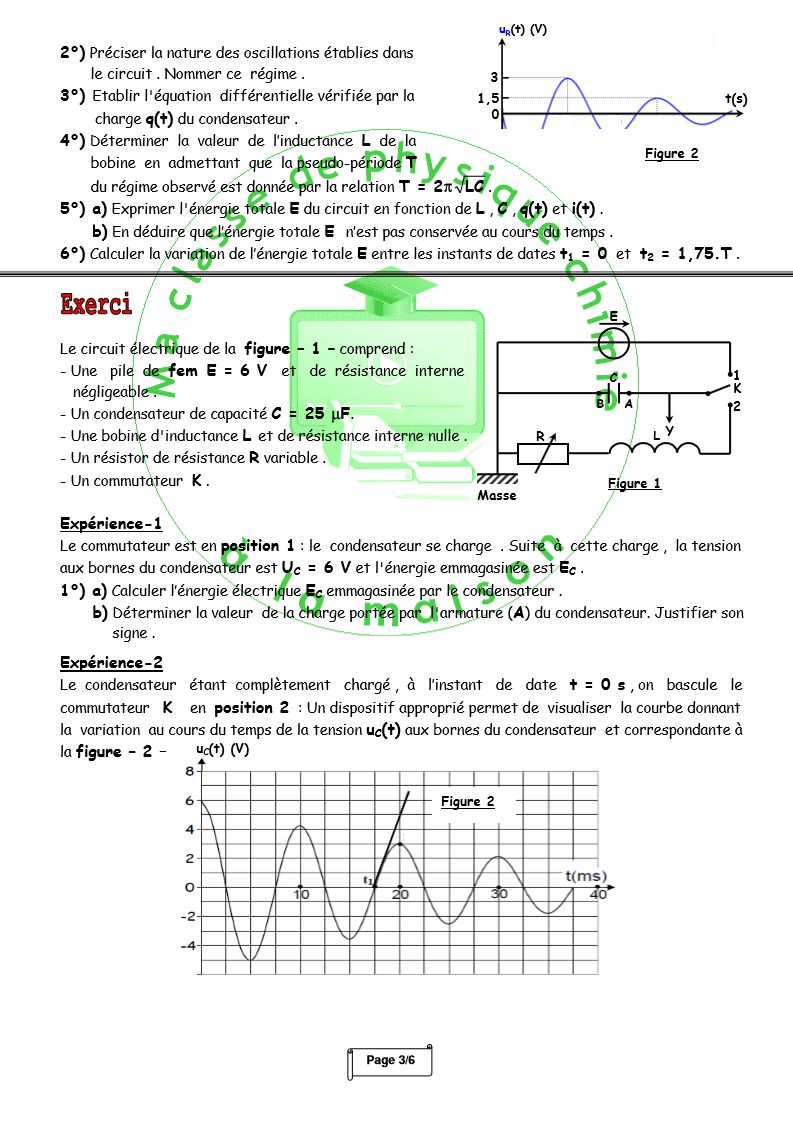 uR(t) (V)
3
1,5
0
t(s)
Figure 2
2°) Préciser la nature des oscillations établies dans
le circuit . Nommer ce régime .
3°) Etablir l'équation différentielle vérifiée par la
charge q(t) du condensateur .
4°) Déterminer la valeur de l'inductance L de la
bobine en admettant que la pseudo-période T
du régime observé est donnée par la relation T = 2π√LC.
5°) a) Exprimer l'énergie totale E du circuit en fonction de L , C , q(t) et i(t) .
b) En déduire que l'énergie totale E n'est pas conservée au cours du temps .
6°) Calculer la variation de l'énergie totale E entre les instants de dates t1 = 0 et t2 = 1,75.T .
Ma classe de physique chimie
à la maison
Exerci
Le circuit électrique de la figure – 1 – comprend :
- Une pile de fem E = 6 V et de résistance interne
négligeable .
- Un condensateur de capacité C = 25 µF.
- Une bobine d'inductance L et de résistance interne nulle .
- Un résistor de résistance R variable .
- Un commutateur K .
E
1
K
2
C
B A
y
R
L
Masse
Figure 1
Expérience-1
Le commutateur est en position 1 : le condensateur se charge . Suite à cette charge , la tension
aux bornes du condensateur est UC = 6 V et l'énergie emmagasinée est EC .
1°) a) Calculer l'énergie électrique EC emmagasinée par le condensateur .
b) Déterminer la valeur de la charge portée par l'armature (A) du condensateur. Justifier son
signe .
Expérience-2
Le condensateur étant complètement chargé , à l'instant de date t = 0 s , on bascule le
commutateur K en position 2 : Un dispositif approprié permet de visualiser la courbe donnant
la variation au cours du temps de la tension uC(t) aux bornes du condensateur et correspondante à
la figure – 2 –
uC(t) (V)
8
6
4
2
0
-2
-4
Figure 2
t1
t(ms)
10 20 30 40
Page 3/6